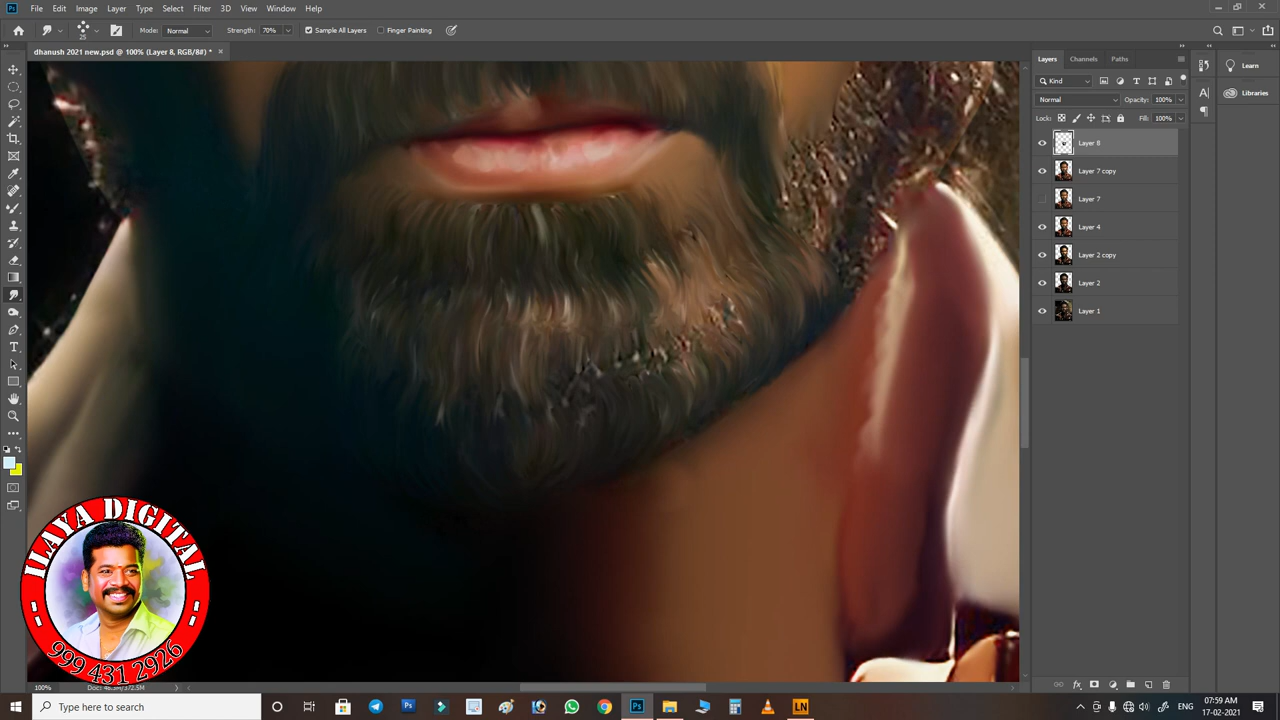 File Edit Image Layer Type Select Filter 3D View Window Help
Mode: Normal Strength: 70% Sample All Layers Finger Painting
25
dhanush 2021 new.psd @ 100% (Layer 8, RGB/8#) * ×
Layers Channels Paths
Kind
Normal Opacity: 100%
Lock: Fill: 100%
Layer 8
Layer 7 copy
Layer 7
Layer 4
Layer 2 copy
Layer 2
Layer 1
Learn
Libraries
ILAYA DIGITAL
999 431 2926
100%
Type here to search
ENG
07:59 AM
17-02-2021